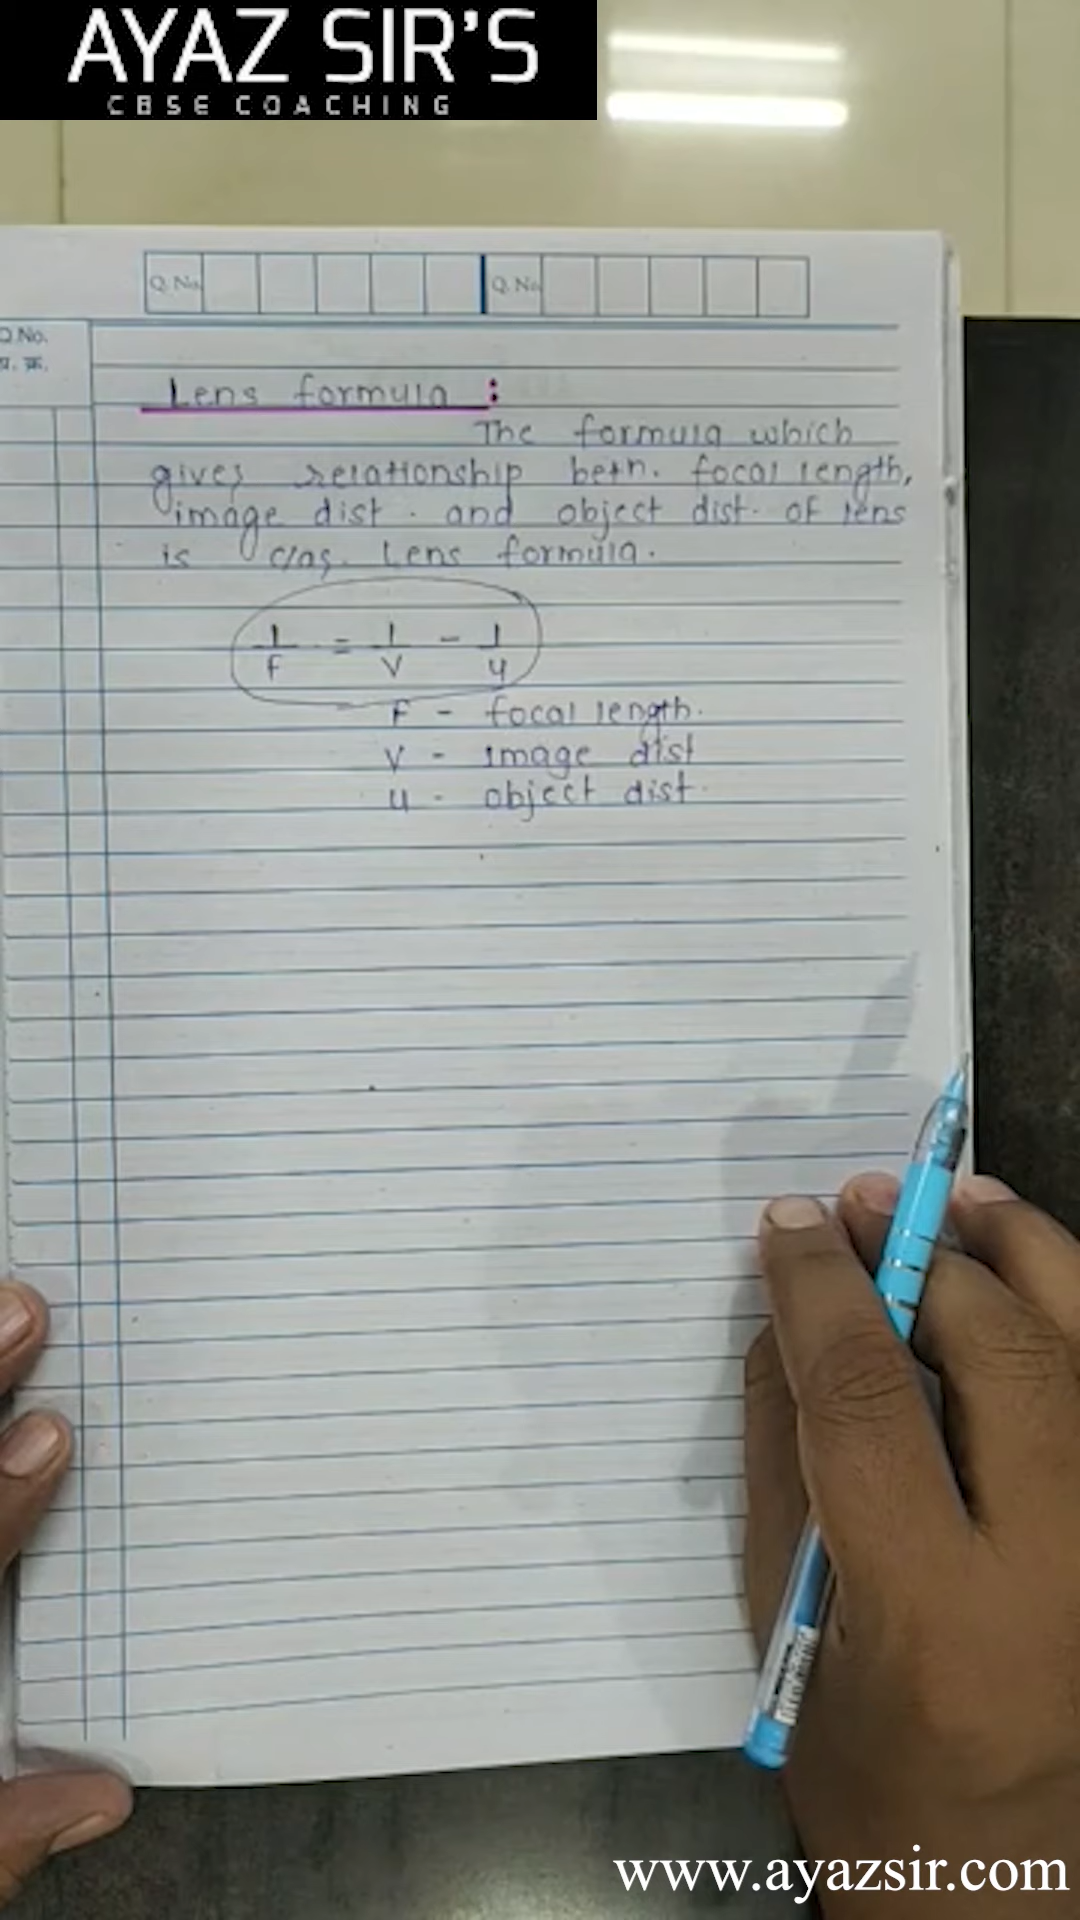 AYAZ SIR'S
CBSE COACHING
Q. No. Q. No.
Q.No.
प्र. क्र.
Lens formula :
The formula which
gives relationship betn. focal length,
image dist. and object dist. of lens
is c/as. Lens formula.
1/F = 1/V - 1/u
F - focal length.
V - image dist
u - object dist.
www.ayazsir.com